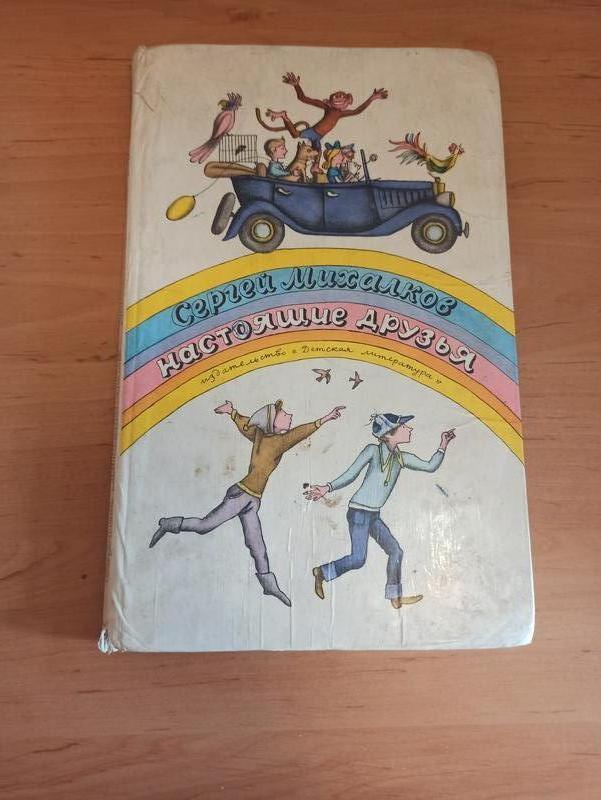 Сергей Михалков
настоящие друзья
издательство « Детская литература »